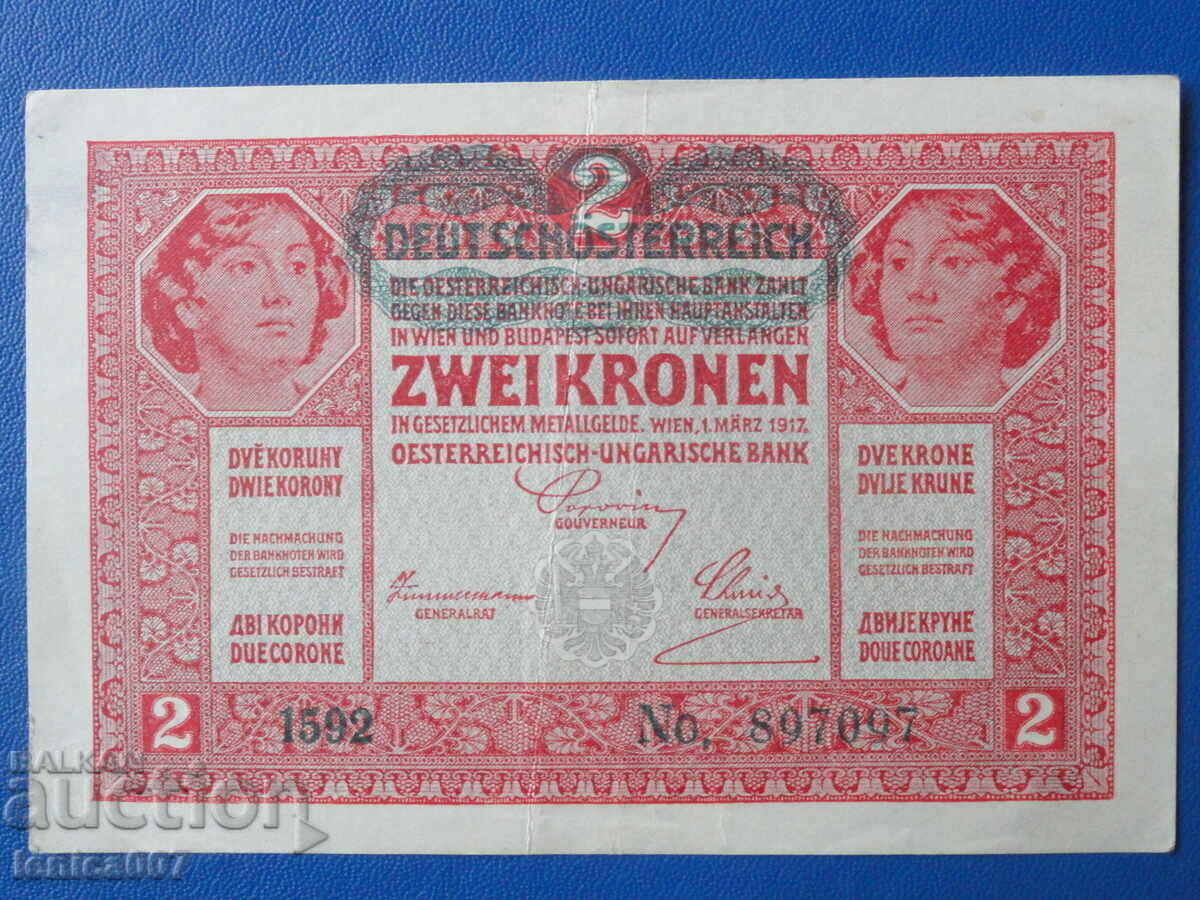 2
DEUTSCHÖSTERREICH
DIE OESTERREICHISCH-UNGARISCHE BANK ZAHLT
GEGEN DIESE BANKNOTE BEI IHREN HAUPTANSTALTEN
IN WIEN UND BUDAPEST SOFORT AUF VERLANGEN
ZWEI KRONEN
IN GESETZLICHEM METALLGELDE. WIEN, 1. MÄRZ 1917.
OESTERREICHISCH-UNGARISCHE BANK
GOUVERNEUR
GENERALRAT
GENERALSEKRETÄR
DVĚ KORUNY
DWIE KORONY
DIE NACHMACHUNG
DER BANKNOTEN WIRD
GESETZLICH BESTRAFT
ДВІ КОРОНИ
DUE CORONE
DVE KRONE
DVIJE KRUNE
DIE NACHMACHUNG
DER BANKNOTEN WIRD
GESETZLICH BESTRAFT
ДВИЈЕ КРУНЕ
DOUE COROANE
2
1592
No. 897097
2
BALKAN
auction
lenica007